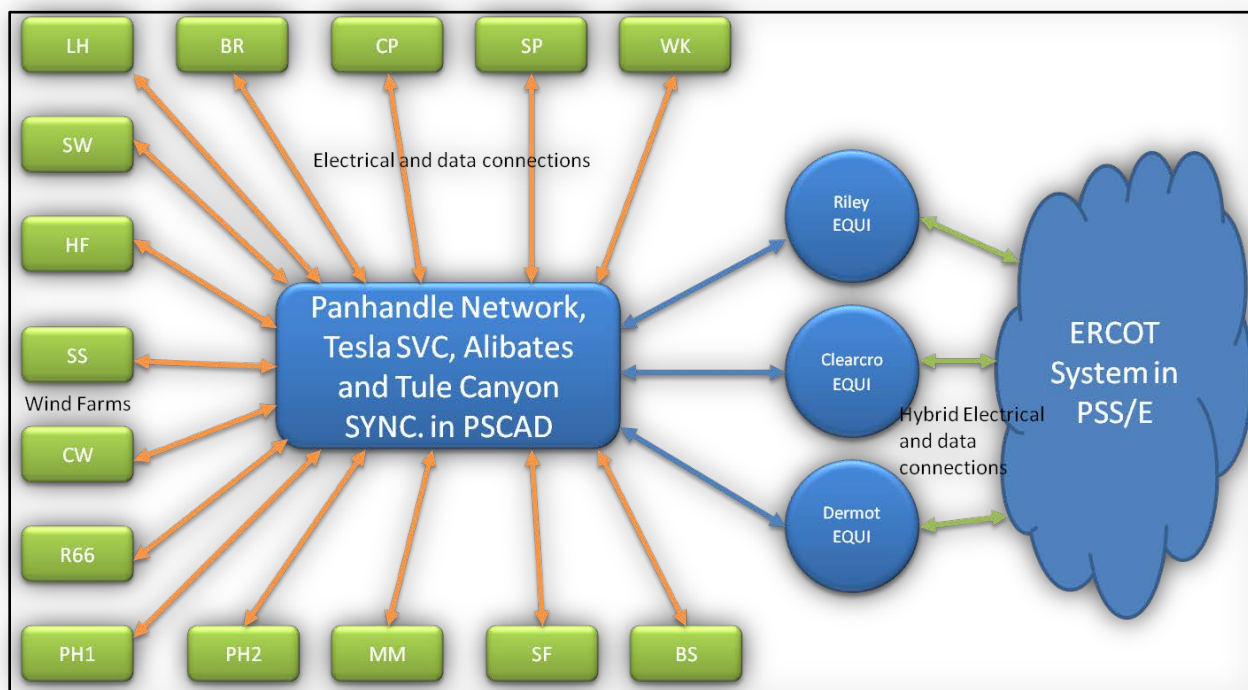 LH
BR
CP
SP
WK
SW
Electrical and data connections
HF
Riley
EQUI
Panhandle Network,
Tesla SVC, Alibates
and Tule Canyon
SYNC. in PSCAD
SS
Wind Farms
CW
Clearcro
EQUI
ERCOT
System in
PSS/E
Hybrid Electrical
and data
connections
Dermot
EQUI
R66
PH1
PH2
MM
SF
BS